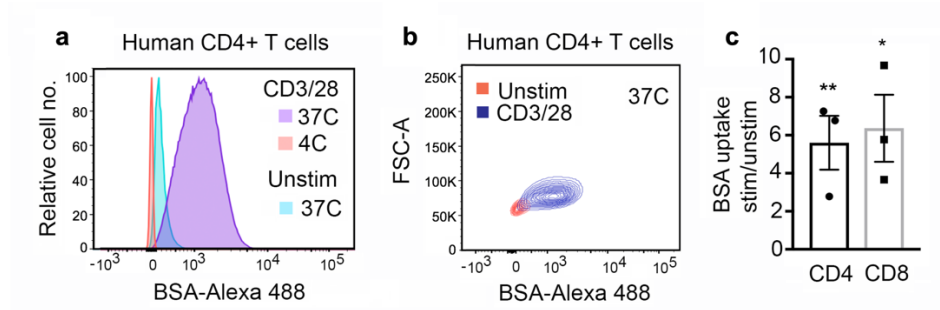 a
Human CD4+ T cells
Relative cell no.
100
80
60
40
20
0
CD3/28
37C
4C
Unstim
37C
-10³ 0 10³ 10⁴ 10⁵
BSA-Alexa 488
b
Human CD4+ T cells
FSC-A
250K
200K
150K
100K
50K
0
Unstim
CD3/28
37C
-10³ 0 10³ 10⁴ 10⁵
BSA-Alexa 488
c
BSA uptake
stim/unstim
10
8
6
4
2
0
**
*
CD4 CD8